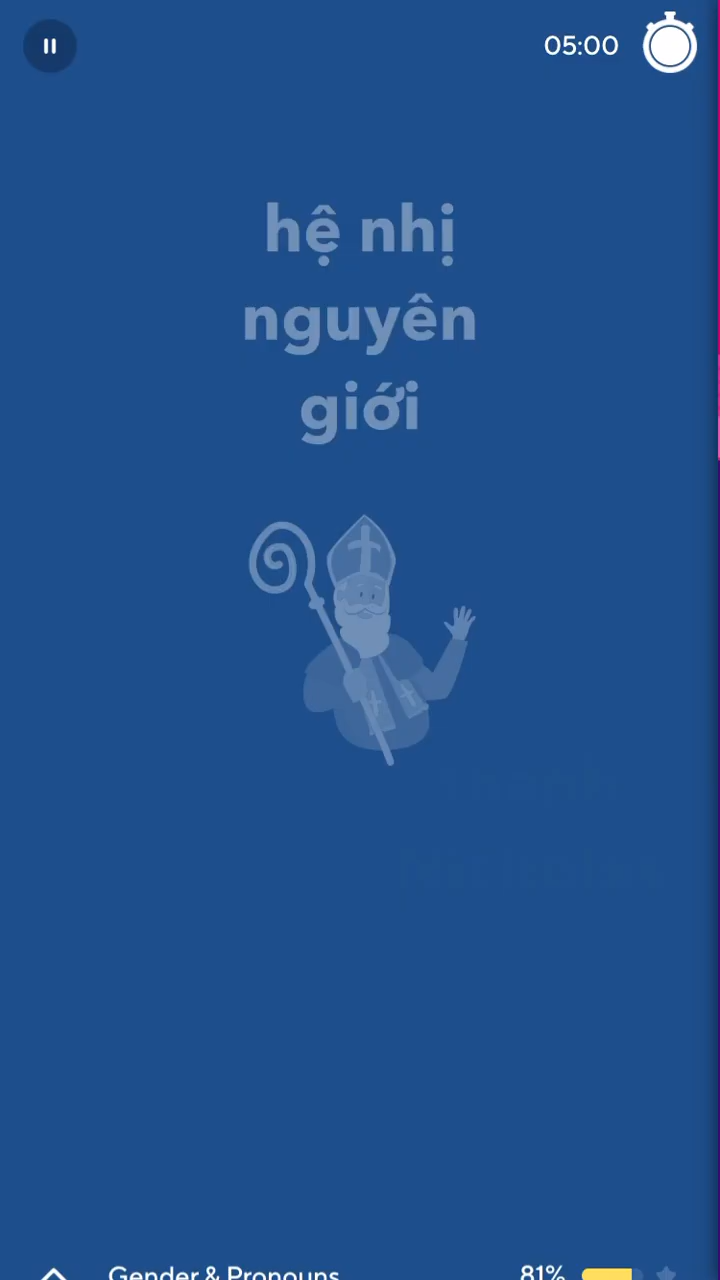 05:00
hệ nhị
nguyên
giới
Gender & Pronouns
81%